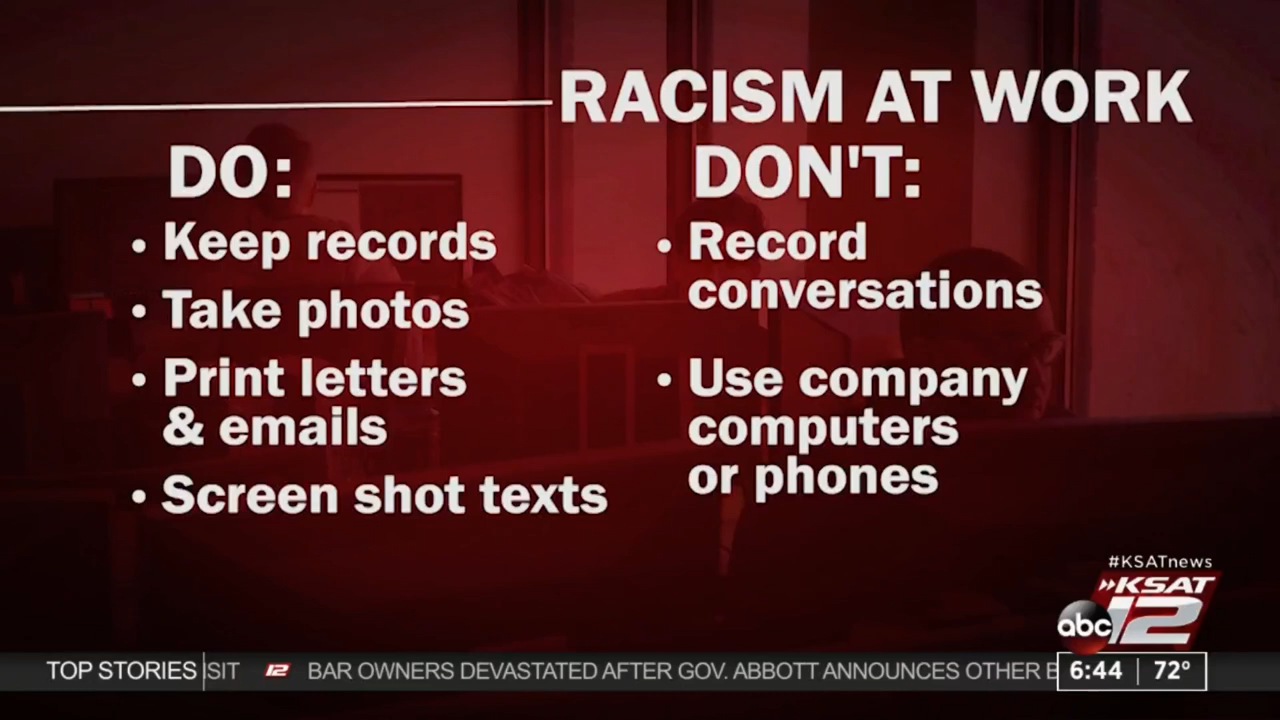 RACISM AT WORK
DO:
• Keep records
• Take photos
• Print letters
& emails
• Screen shot texts
DON'T:
• Record
conversations
• Use company
computers
or phones
#KSATnews
KSAT
abc 12
TOP STORIES
SIT 12 BAR OWNERS DEVASTATED AFTER GOV. ABBOTT ANNOUNCES OTHER B
6:44 72°